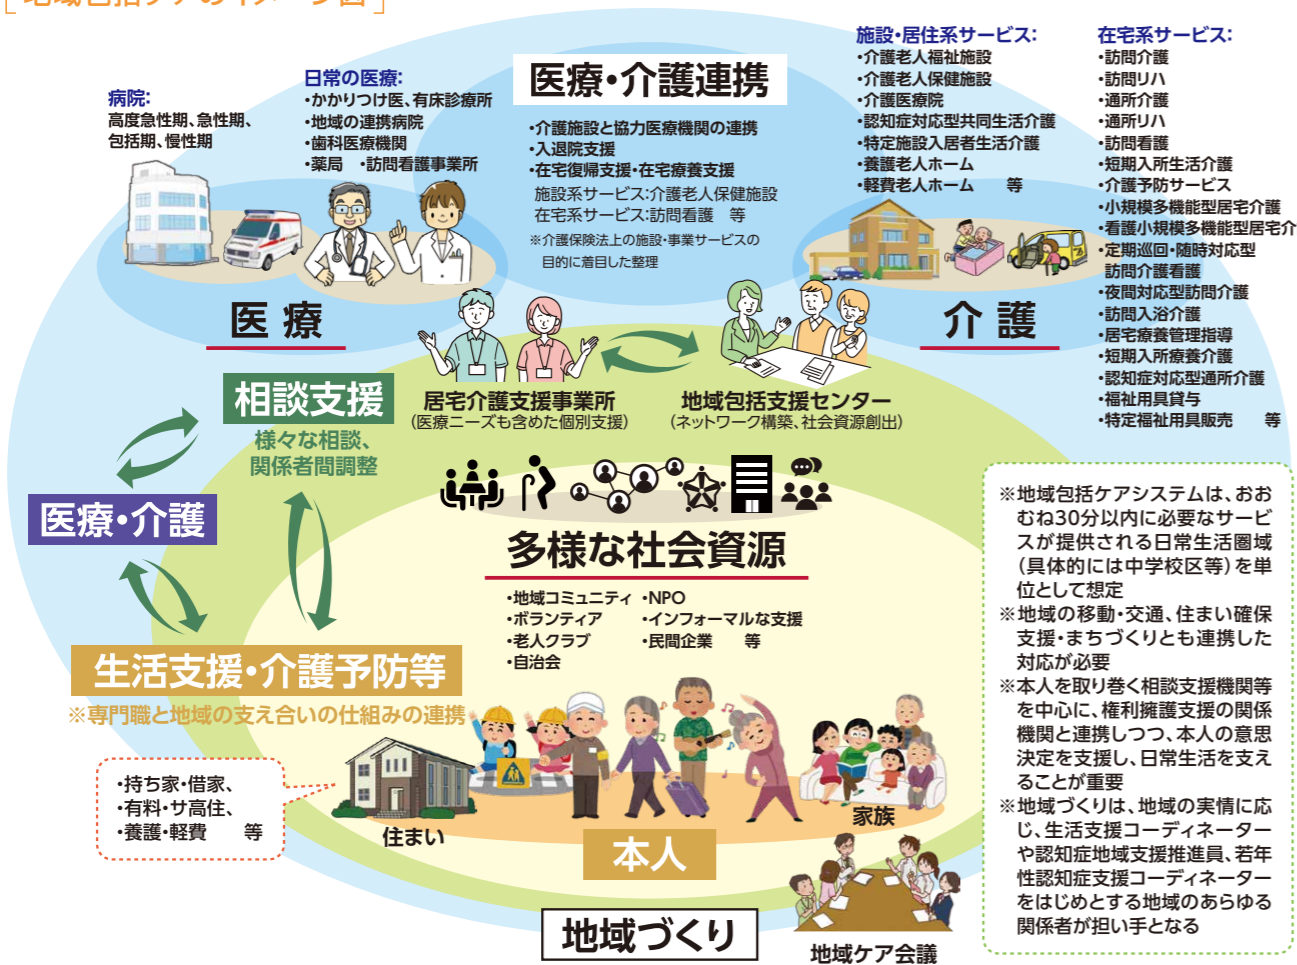 地域包括ケアのイメージ図
病院:
高度急性期、急性期、
包括期、慢性期
日常の医療:
・かかりつけ医、有床診療所
・地域の連携病院
・歯科医療機関
・薬局　・訪問看護事業所
医療・介護連携
・介護施設と協力医療機関の連携
・入退院支援
・在宅復帰支援・在宅療養支援
施設系サービス:介護老人保健施設
在宅系サービス:訪問看護　等
※介護保険法上の施設・事業サービスの
目的に着目した整理
施設・居住系サービス:
・介護老人福祉施設
・介護老人保健施設
・介護医療院
・認知症対応型共同生活介護
・特定施設入居者生活介護
・養護老人ホーム
・軽費老人ホーム　等
在宅系サービス:
・訪問介護
・訪問リハ
・通所介護
・通所リハ
・訪問看護
・短期入所生活介護
・介護予防サービス
・小規模多機能型居宅介護
・看護小規模多機能型居宅介
・定期巡回・随時対応型
訪問介護看護
・夜間対応型訪問介護
・訪問入浴介護
・居宅療養管理指導
・短期入所療養介護
・認知症対応型通所介護
・福祉用具貸与
・特定福祉用具販売　等
医療
介護
相談支援
様々な相談、
関係者間調整
居宅介護支援事業所
(医療ニーズも含めた個別支援)
地域包括支援センター
(ネットワーク構築、社会資源創出)
医療・介護
多様な社会資源
・地域コミュニティ　・NPO
・ボランティア　・インフォーマルな支援
・老人クラブ　・民間企業　等
・自治会
生活支援・介護予防等
※専門職と地域の支え合いの仕組みの連携
・持ち家・借家、
・有料・サ高住、
・養護・軽費　等
住まい
家族
本人
地域づくり
地域ケア会議
※地域包括ケアシステムは、おお
むね30分以内に必要なサービ
スが提供される日常生活圏域
（具体的には中学校区等）を単
位として想定
※地域の移動・交通、住まい確保
支援・まちづくりとも連携した
対応が必要
※本人を取り巻く相談支援機関等
を中心に、権利擁護支援の関係
機関と連携しつつ、本人の意思
決定を支援し、日常生活を支え
ることが重要
※地域づくりは、地域の実情に応
じ、生活支援コーディネーター
や認知症地域支援推進員、若年
性認知症支援コーディネーター
をはじめとする地域のあらゆる
関係者が担い手となる